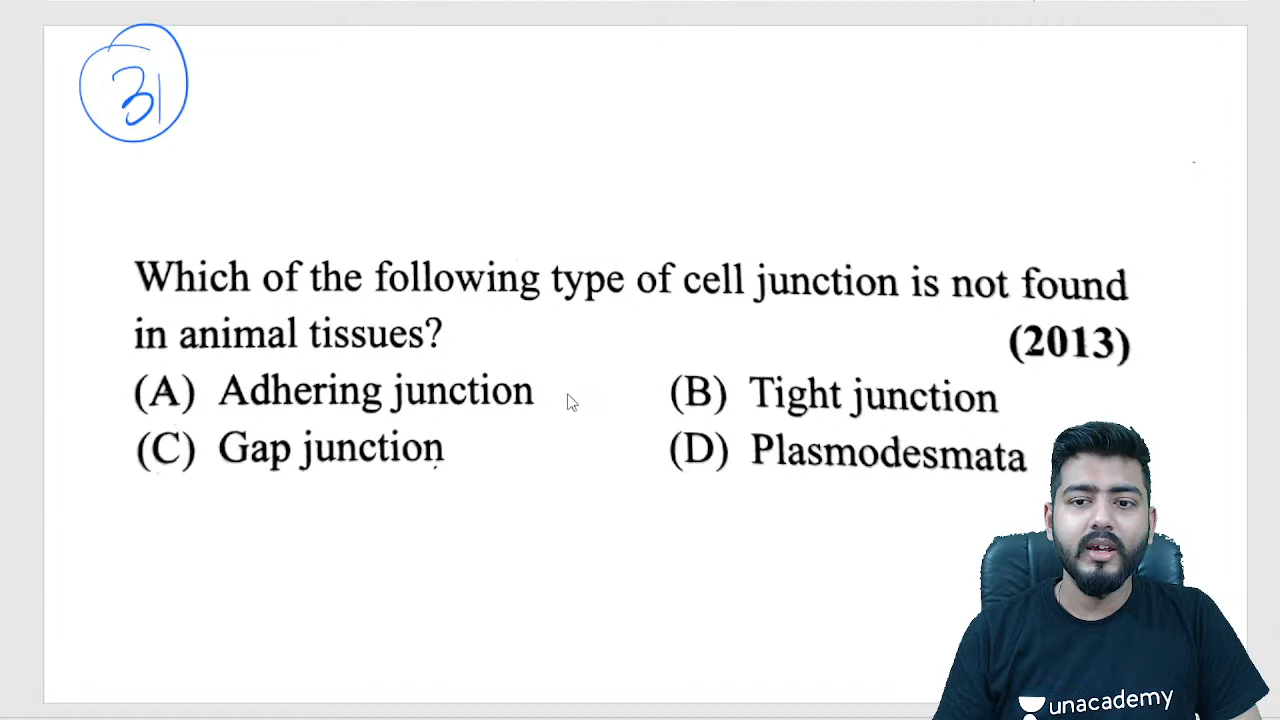 31
Which of the following type of cell junction is not found
in animal tissues? (2013)
(A) Adhering junction (B) Tight junction
(C) Gap junction (D) Plasmodesmata
unacademy